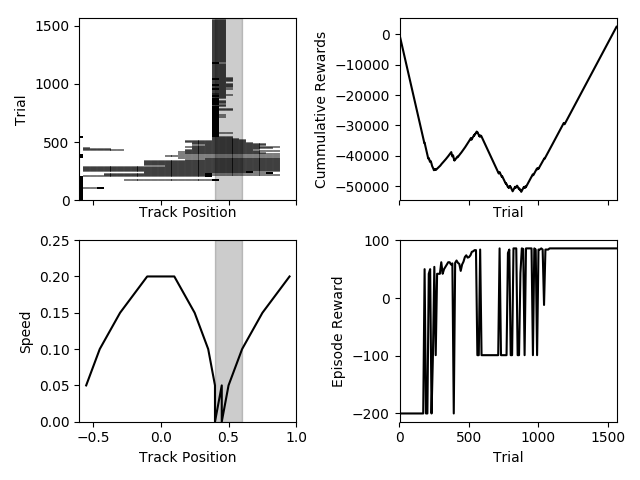 1500
1000
500
0
Trial
Track Position
0
−10000
−20000
−30000
−40000
−50000
Cummulative Rewards
Trial
0.25
0.20
0.15
0.10
0.05
0.00
Speed
−0.5 0.0 0.5 1.0
Track Position
100
0
−100
−200
Episode Reward
0 500 1000 1500
Trial